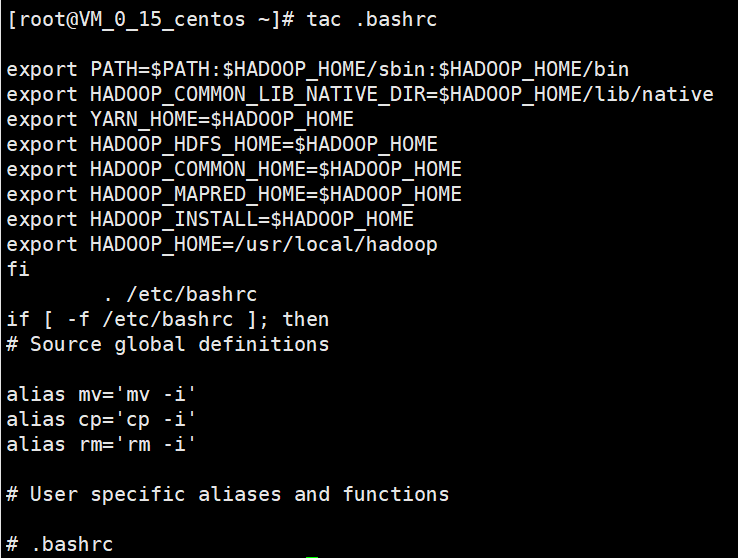 [root@VM_0_15_centos ~]# tac .bashrc
export PATH=$PATH:$HADOOP_HOME/sbin:$HADOOP_HOME/bin
export HADOOP_COMMON_LIB_NATIVE_DIR=$HADOOP_HOME/lib/native
export YARN_HOME=$HADOOP_HOME
export HADOOP_HDFS_HOME=$HADOOP_HOME
export HADOOP_COMMON_HOME=$HADOOP_HOME
export HADOOP_MAPRED_HOME=$HADOOP_HOME
export HADOOP_INSTALL=$HADOOP_HOME
export HADOOP_HOME=/usr/local/hadoop
fi
        . /etc/bashrc
if [ -f /etc/bashrc ]; then
# Source global definitions
alias mv='mv -i'
alias cp='cp -i'
alias rm='rm -i'
# User specific aliases and functions
# .bashrc